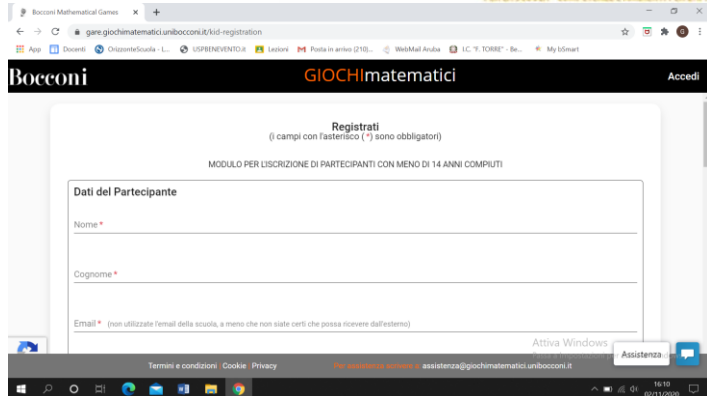 Bocconi Mathematical Games
gare.giochimatematici.unibocconi.it/kid-registration
App Docenti OrizzonteScuola - L... USPBENEVENTO.it Lezioni Posta in arrivo (210)... WebMail Aruba I.C. "F. TORRE" - Be... My bSmart
Bocconi GIOCHImatematici Accedi
Registrati
(i campi con l'asterisco ( *) sono obbligatori)
MODULO PER L'ISCRIZIONE DI PARTECIPANTI CON MENO DI 14 ANNI COMPIUTI
Dati del Partecipante
Nome *
Cognome *
Email * (non utilizzate l'email della scuola, a meno che non siate certi che possa ricevere dall'esterno)
Attiva Windows
Assistenza
Termini e condizioni Cookie Privacy Per assistenza scrivere a assistenza@giochimatematici.unibocconi.it
16:10
02/11/2020